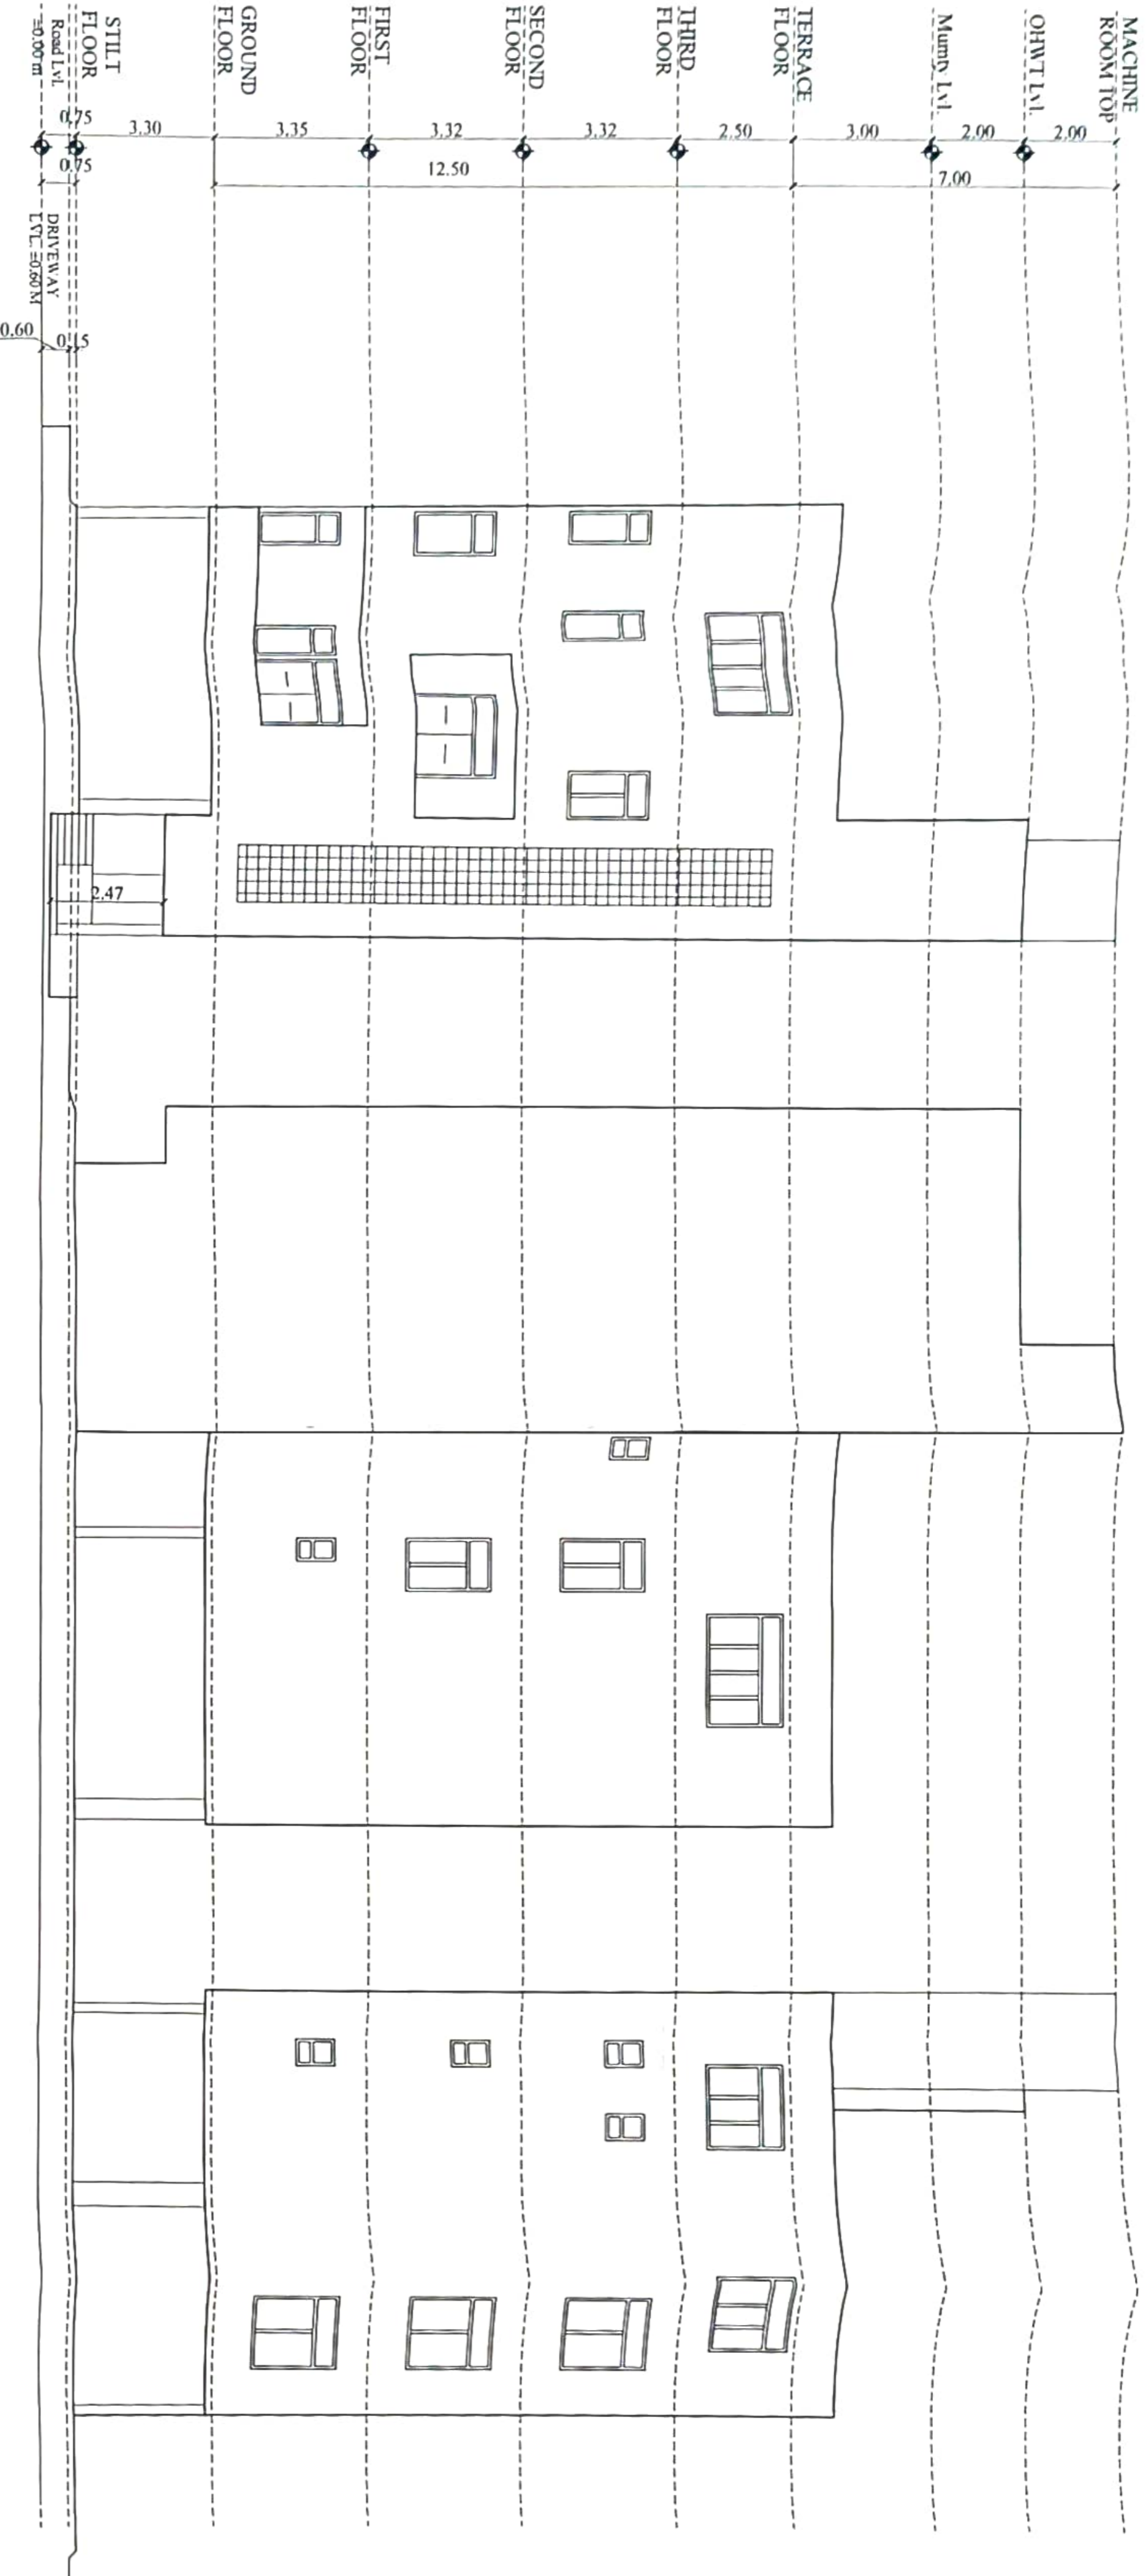 MACHINE
ROOM TOP
OHWT Lvl.
Mumty Lvl.
TERRACE
FLOOR
THIRD
FLOOR
SECOND
FLOOR
FIRST
FLOOR
GROUND
FLOOR
STILT
FLOOR
Road Lvl.
=0.00 m
2.00
2.00
3.00
2.50
3.32
3.32
3.35
3.30
0.75
7.00
12.50
0.75
DRIVEWAY
LVL.=0.60 M
0.60
0.15
2.47